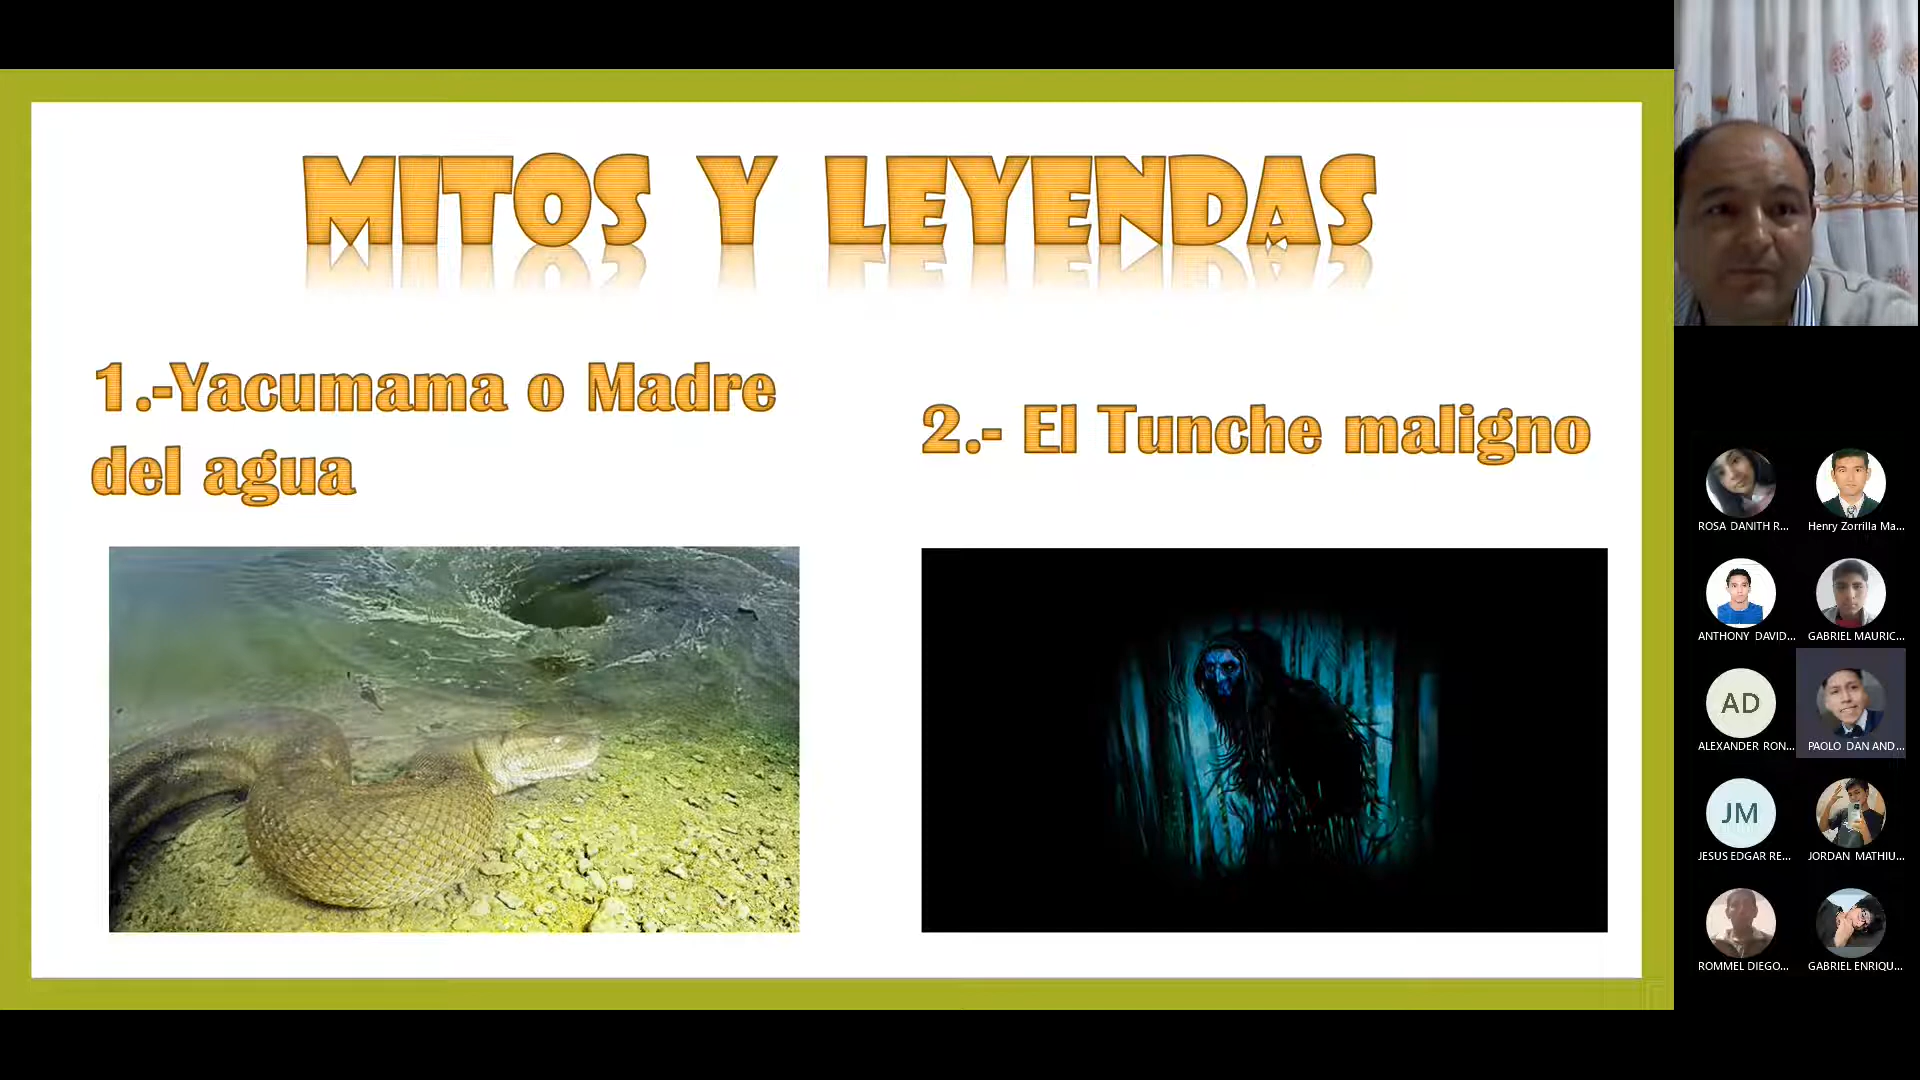 MITOS Y LEYENDAS
1.-Yacumama o Madre
del agua
2.- El Tunche maligno
ROSA DANITH R...
Henry Zorrilla Ma...
ANTHONY DAVID...
GABRIEL MAURIC...
AD
ALEXANDER RON...
PAOLO DAN AND...
JM
JESUS EDGAR RE...
JORDAN MATHIU...
ROMMEL DIEGO...
GABRIEL ENRIQU...